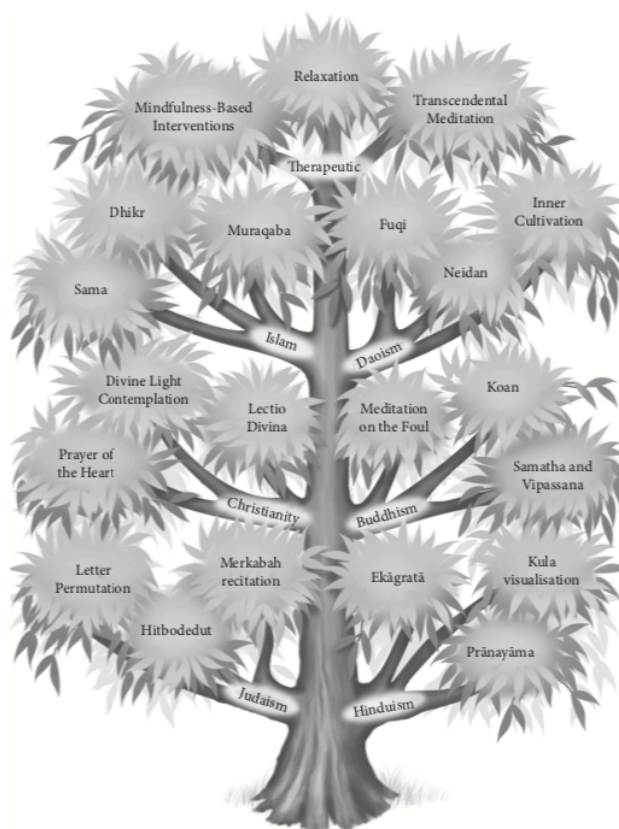 Relaxation
Mindfulness-Based
Interventions
Transcendental
Meditation
Therapeutic
Dhikr
Muraqaba
Fuqi
Inner
Cultivation
Sama
Neidan
Islam
Daoism
Divine Light
Contemplation
Lectio
Divina
Meditation
on the Foul
Koan
Prayer of
the Heart
Samatha and
Vipassana
Christianity
Buddhism
Letter
Permutation
Merkabah
recitation
Ekāgratā
Kula
visualisation
Hitbodedut
Prānayāma
Judaism
Hinduism